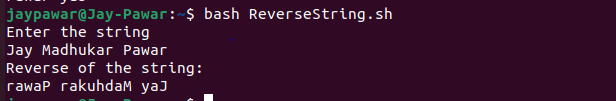 jaypawar@Jay-Pawar:~$ bash ReverseString.sh
Enter the string
Jay Madhukar Pawar
Reverse of the string:
rawaP rakuhdaM yaJ